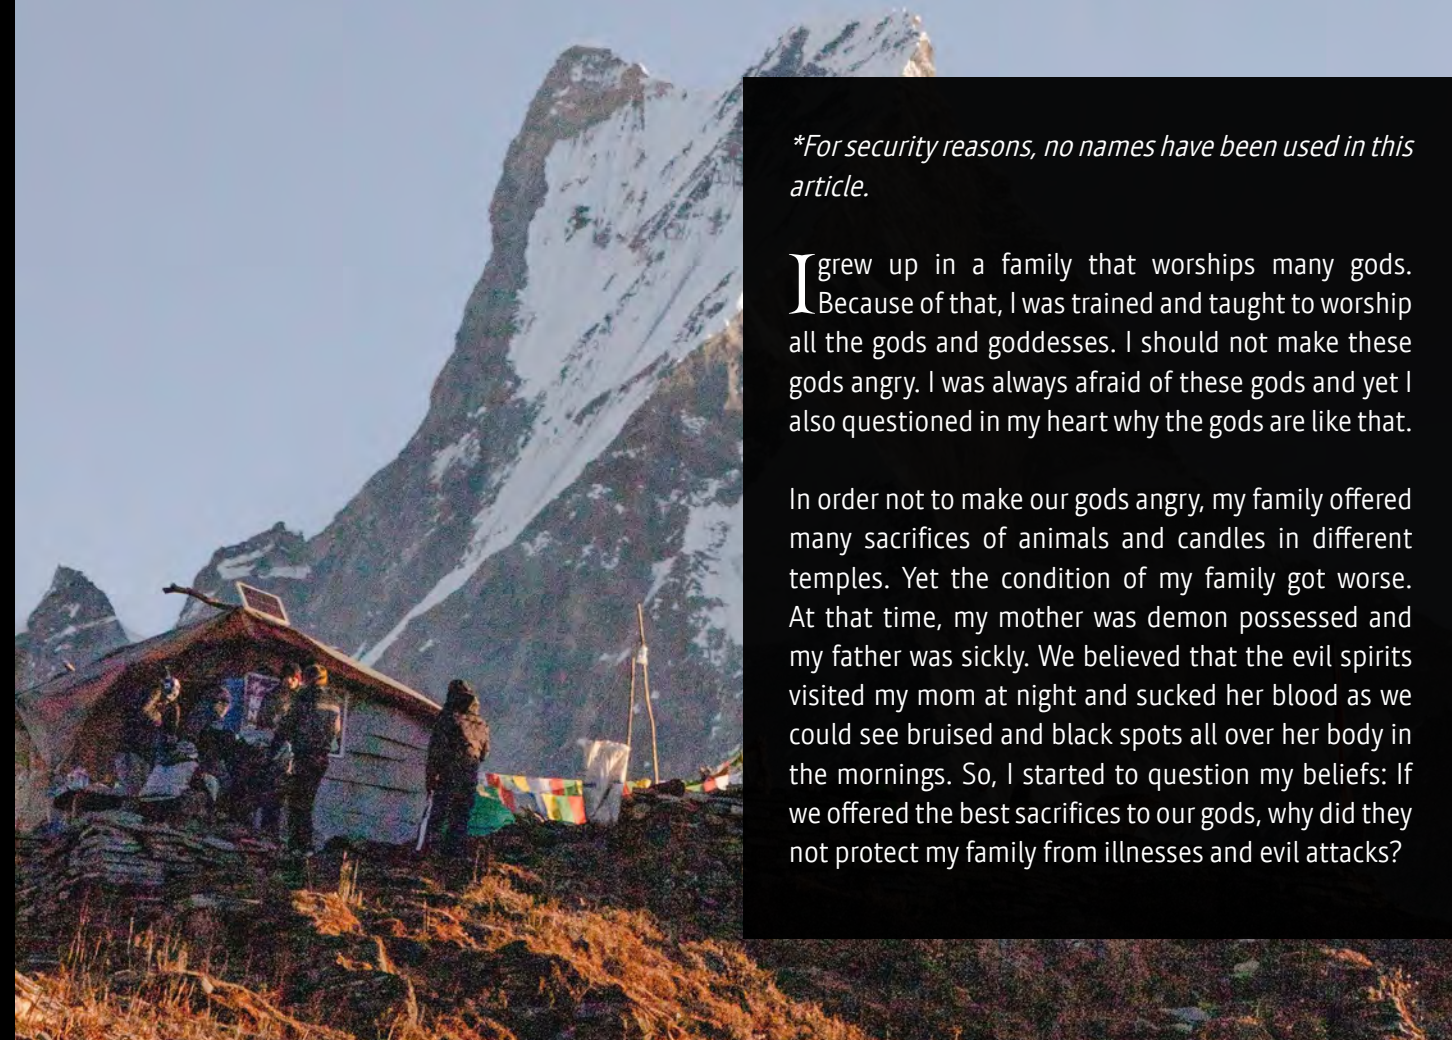 *For security reasons, no names have been used in this
article.
I grew up in a family that worships many gods.
Because of that, I was trained and taught to worship
all the gods and goddesses. I should not make these
gods angry. I was always afraid of these gods and yet I
also questioned in my heart why the gods are like that.
In order not to make our gods angry, my family offered
many sacrifices of animals and candles in different
temples. Yet the condition of my family got worse.
At that time, my mother was demon possessed and
my father was sickly. We believed that the evil spirits
visited my mom at night and sucked her blood as we
could see bruised and black spots all over her body in
the mornings. So, I started to question my beliefs: If
we offered the best sacrifices to our gods, why did they
not protect my family from illnesses and evil attacks?